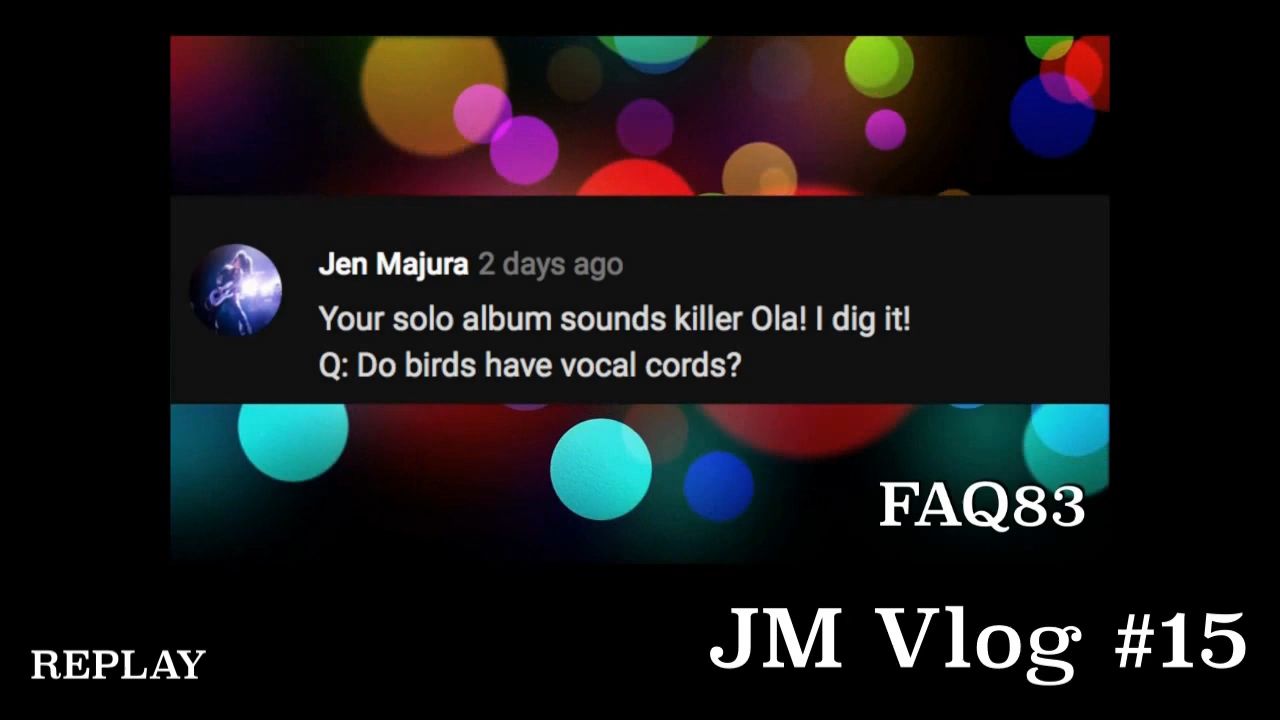 Jen Majura 2 days ago
Your solo album sounds killer Ola! I dig it!
Q: Do birds have vocal cords?
FAQ83
JM Vlog #15
REPLAY